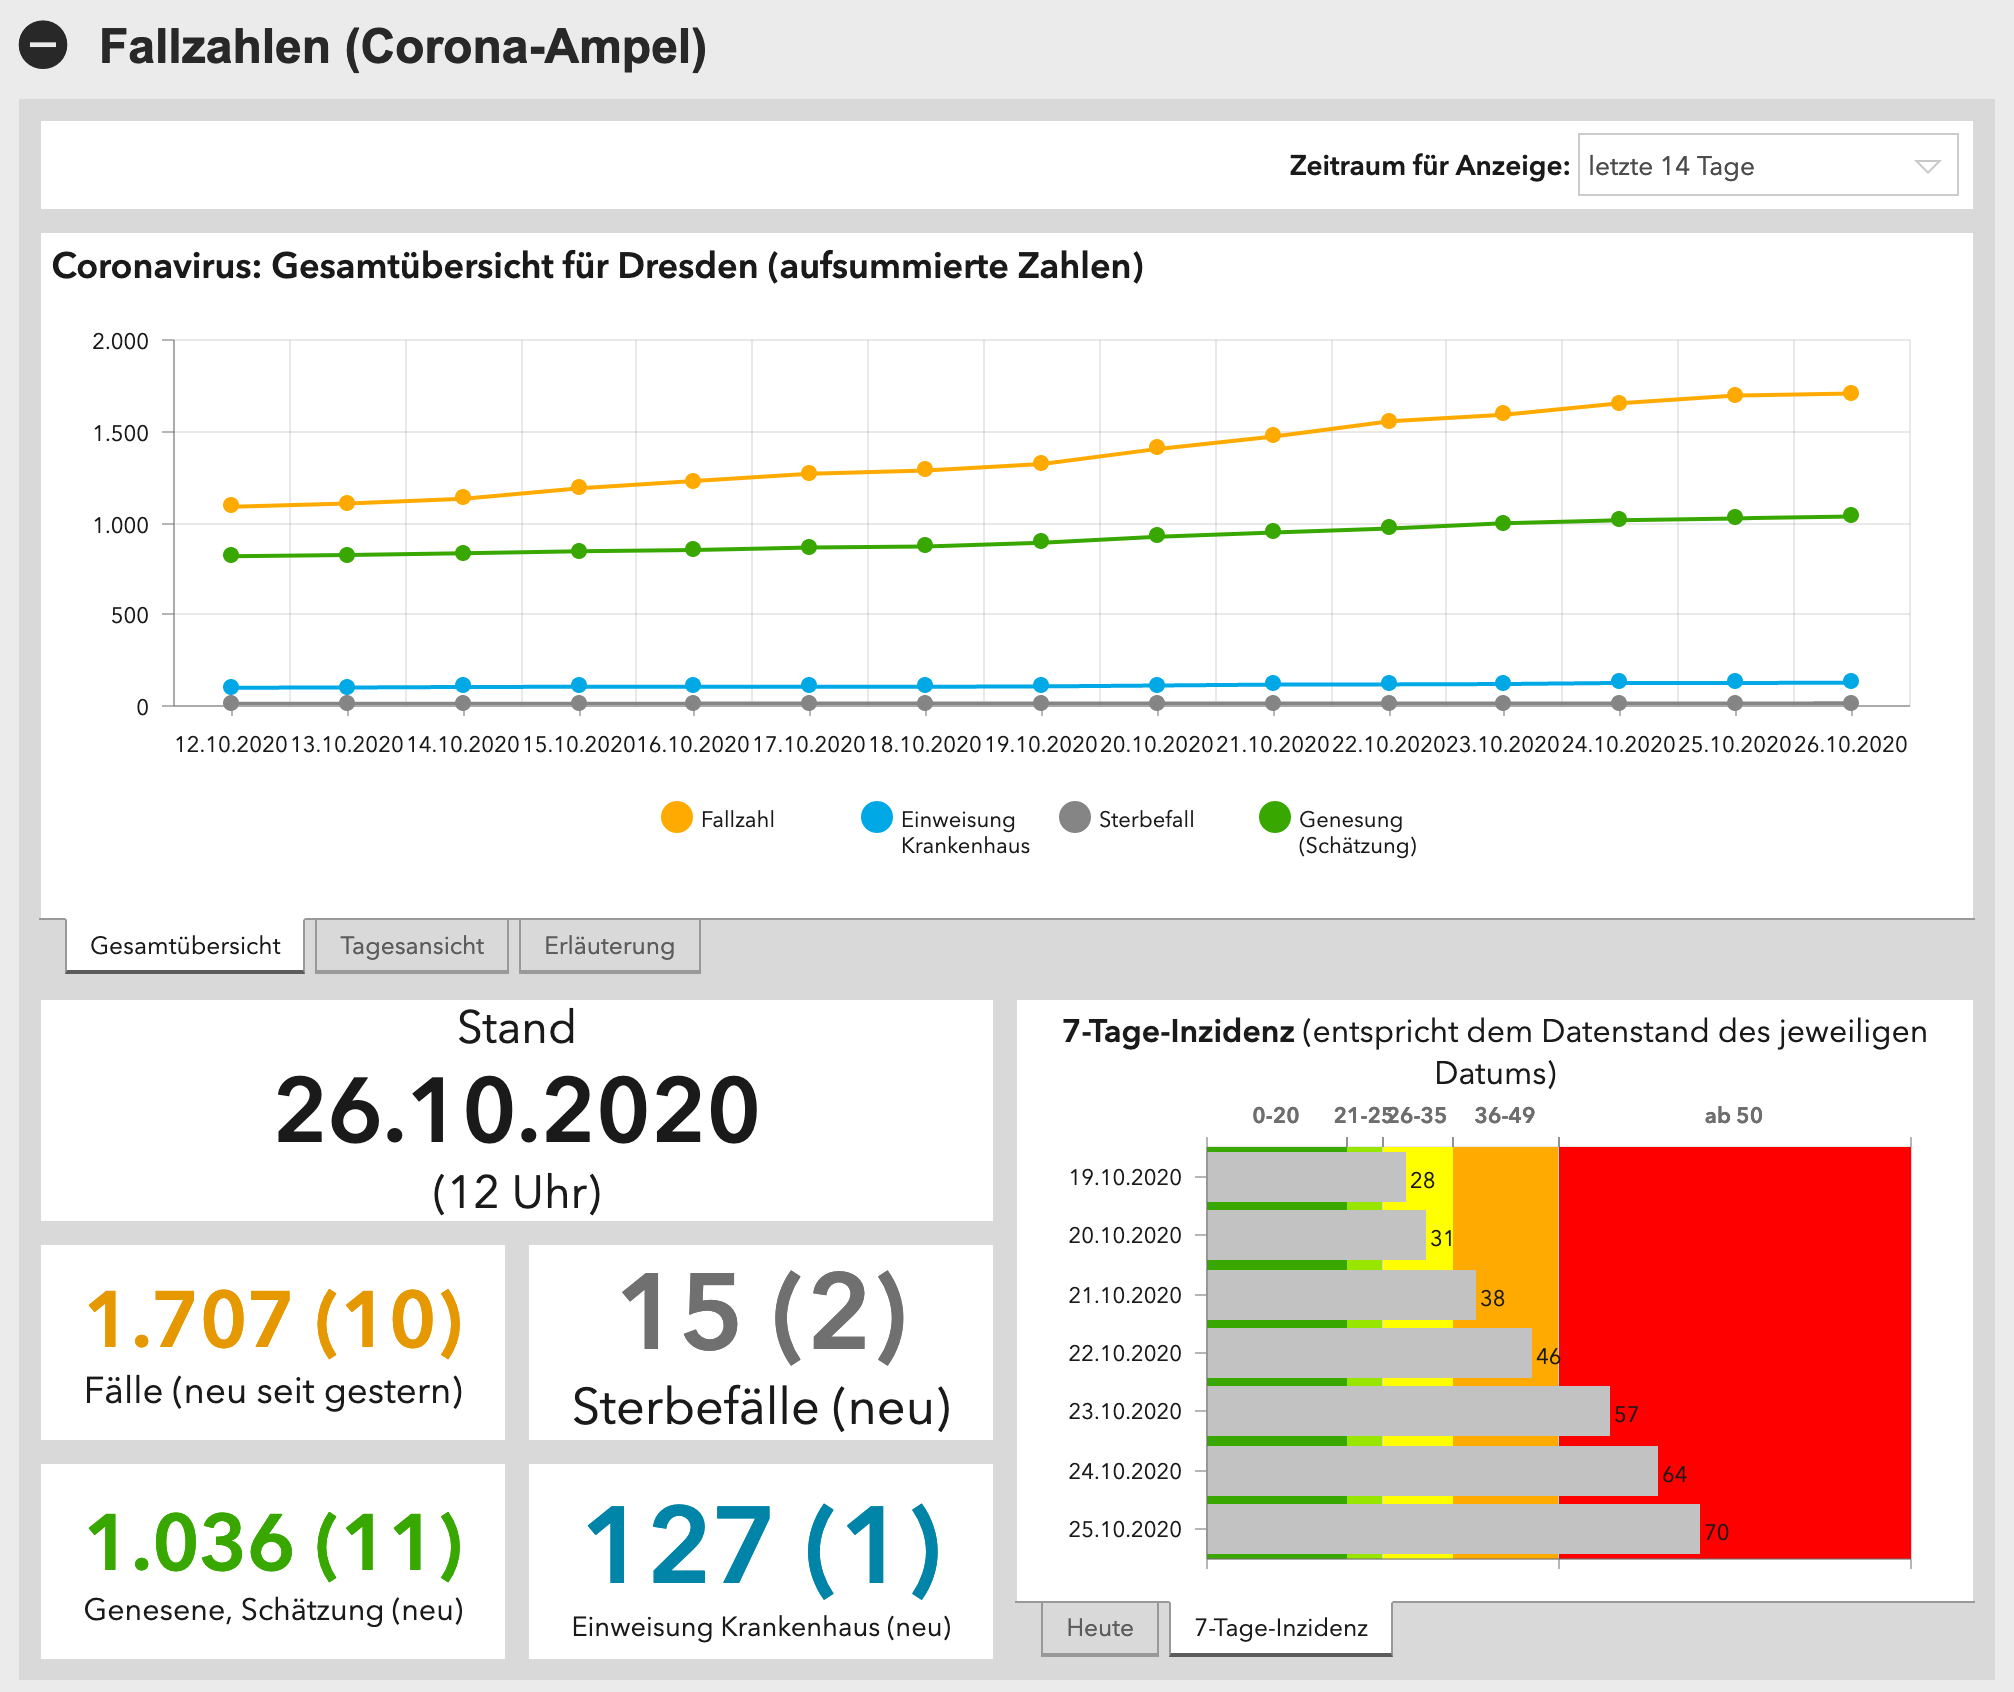 Fallzahlen (Corona-Ampel)
Zeitraum für Anzeige: letzte 14 Tage
Coronavirus: Gesamtübersicht für Dresden (aufsummierte Zahlen)
2.000
1.500
1.000
500
0
12.10.2020 13.10.2020 14.10.2020 15.10.2020 16.10.2020 17.10.2020 18.10.2020 19.10.2020 20.10.2020 21.10.2020 22.10.2020 23.10.2020 24.10.2020 25.10.2020 26.10.2020
Fallzahl Einweisung Sterbefall Genesung
Krankenhaus (Schätzung)
Gesamtübersicht Tagesansicht Erläuterung
Stand
26.10.2020
(12 Uhr)
1.707 (10)
Fälle (neu seit gestern)
15 (2)
Sterbefälle (neu)
1.036 (11)
Genesene, Schätzung (neu)
127 (1)
Einweisung Krankenhaus (neu)
7-Tage-Inzidenz (entspricht dem Datenstand des jeweiligen
Datums)
0-20 21-25 26-35 36-49 ab 50
19.10.2020 28
20.10.2020 31
21.10.2020 38
22.10.2020 46
23.10.2020 57
24.10.2020 64
25.10.2020 70
Heute 7-Tage-Inzidenz